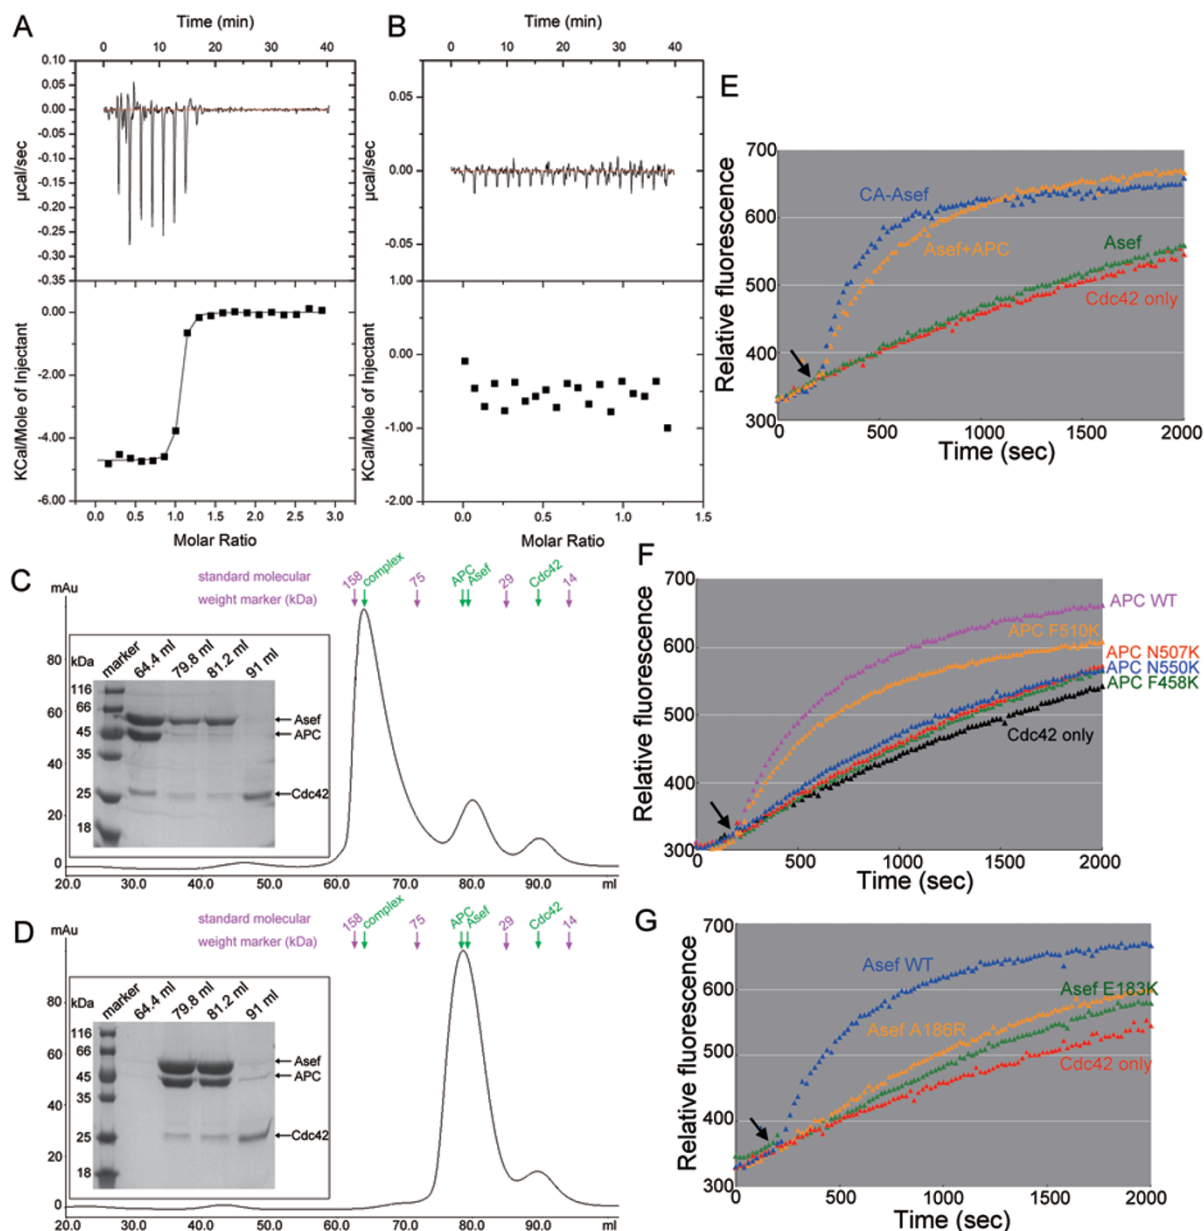 A
Time (min)
0 10 20 30 40
0.10
0.05
0.00
-0.05
-0.10
-0.15
-0.20
-0.25
-0.30
0.35
µcal/sec
0.00
-2.00
-4.00
-6.00
KCal/Mole of Injectant
0.0 0.5 1.0 1.5 2.0 2.5 3.0
Molar Ratio
B
Time (min)
0 10 20 30 40
0.05
0.00
-0.05
1.00
µcal/sec
0.00
-1.00
-2.00
KCal/Mole of Injectant
0.0 0.5 1.0 1.5
Molar Ratio
C
mAu
standard molecular
weight marker (kDa)
158 complex 75 APC Asef 29 Cdc42 14
80
60
40
20
0
kDa marker 64.4 ml 79.8 ml 81.2 ml 91 ml
116
66
45
35
25
18
Asef
APC
Cdc42
20.0 30.0 40.0 50.0 60.0 70.0 80.0 90.0 ml
D
mAu
standard molecular
weight marker (kDa)
158 complex 75 APC Asef 29 Cdc42 14
80
60
40
20
0
kDa marker 64.4 ml 79.8 ml 81.2 ml 91 ml
116
66
45
35
25
18
Asef
APC
Cdc42
20.0 30.0 40.0 50.0 60.0 70.0 80.0 90.0 ml
E
700
600
500
400
300
Relative fluorescence
CA-Asef
Asef+APC
Asef
Cdc42 only
0 500 1000 1500 2000
Time (sec)
F
700
600
500
400
300
Relative fluorescence
APC WT
APC F510K
APC N507K
APC N550K
APC F458K
Cdc42 only
0 500 1000 1500 2000
Time (sec)
G
700
600
500
400
300
Relative fluorescence
Asef WT
Asef E183K
Asef A186R
Cdc42 only
0 500 1000 1500 2000
Time (sec)